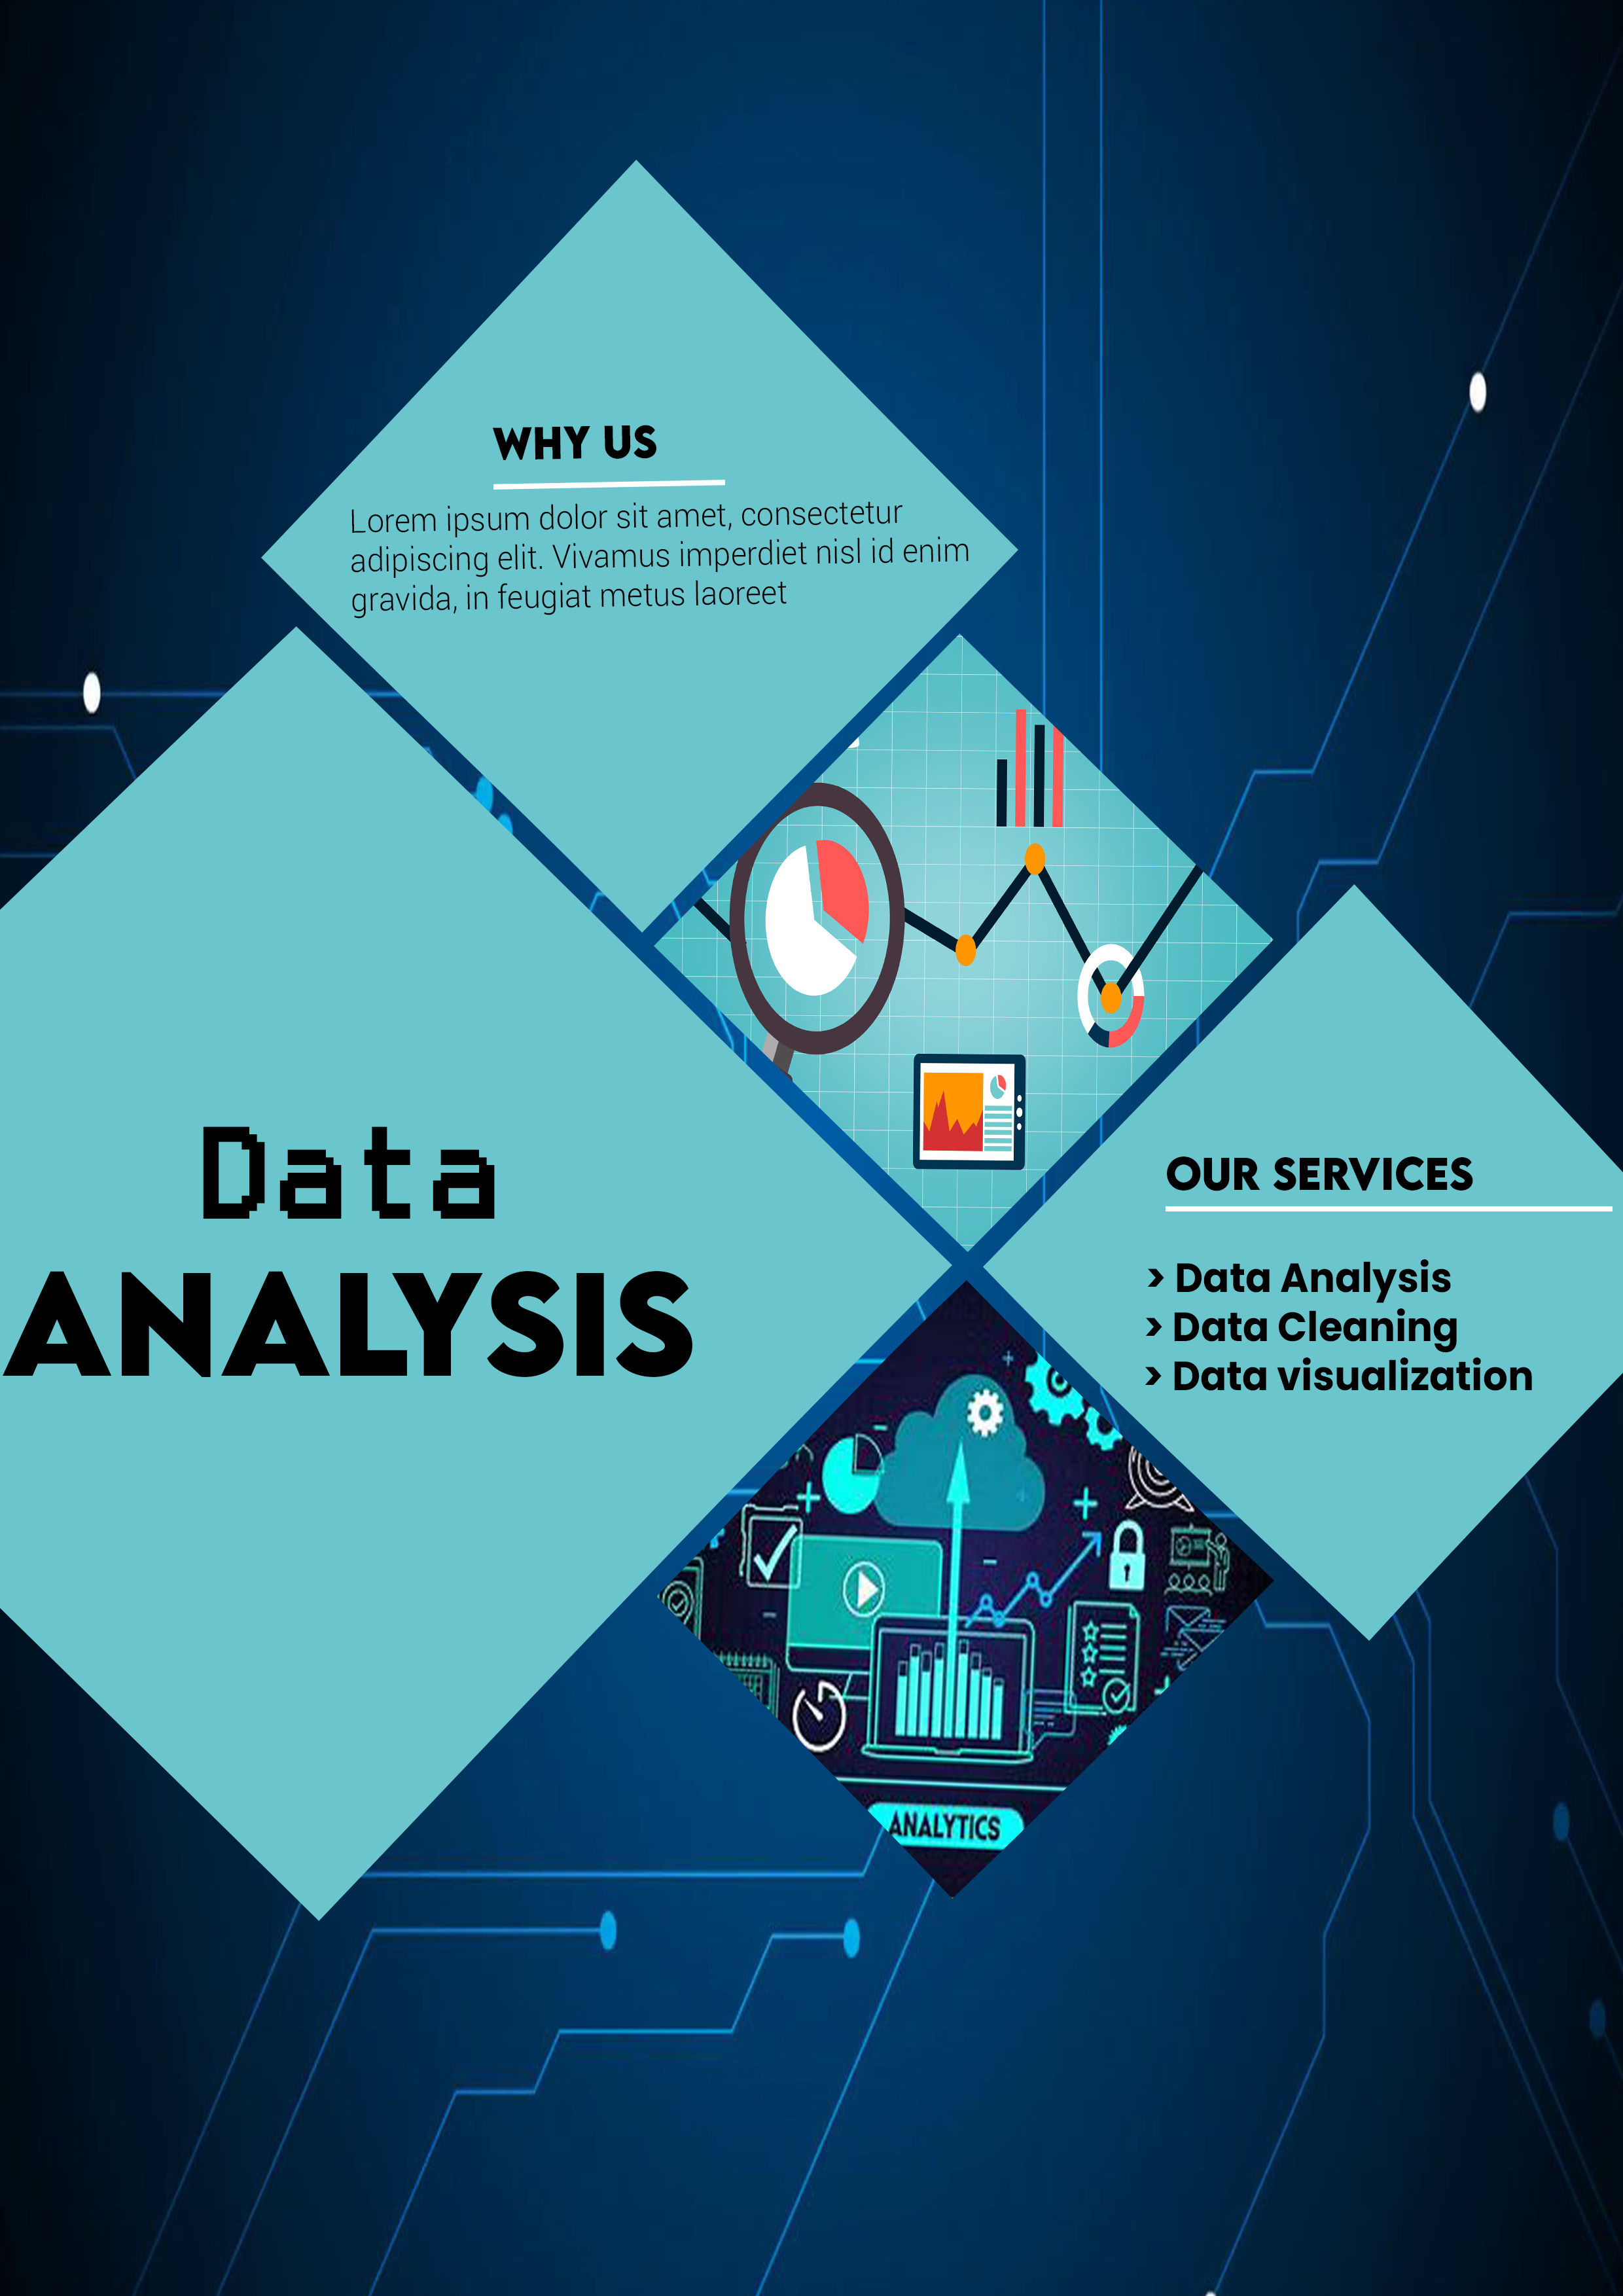 WHY US
Lorem ipsum dolor sit amet, consectetur
adipiscing elit. Vivamus imperdiet nisl id enim
gravida, in feugiat metus laoreet
Data
ANALYSIS
OUR SERVICES
> Data Analysis
> Data Cleaning
> Data visualization
ANALYTICS